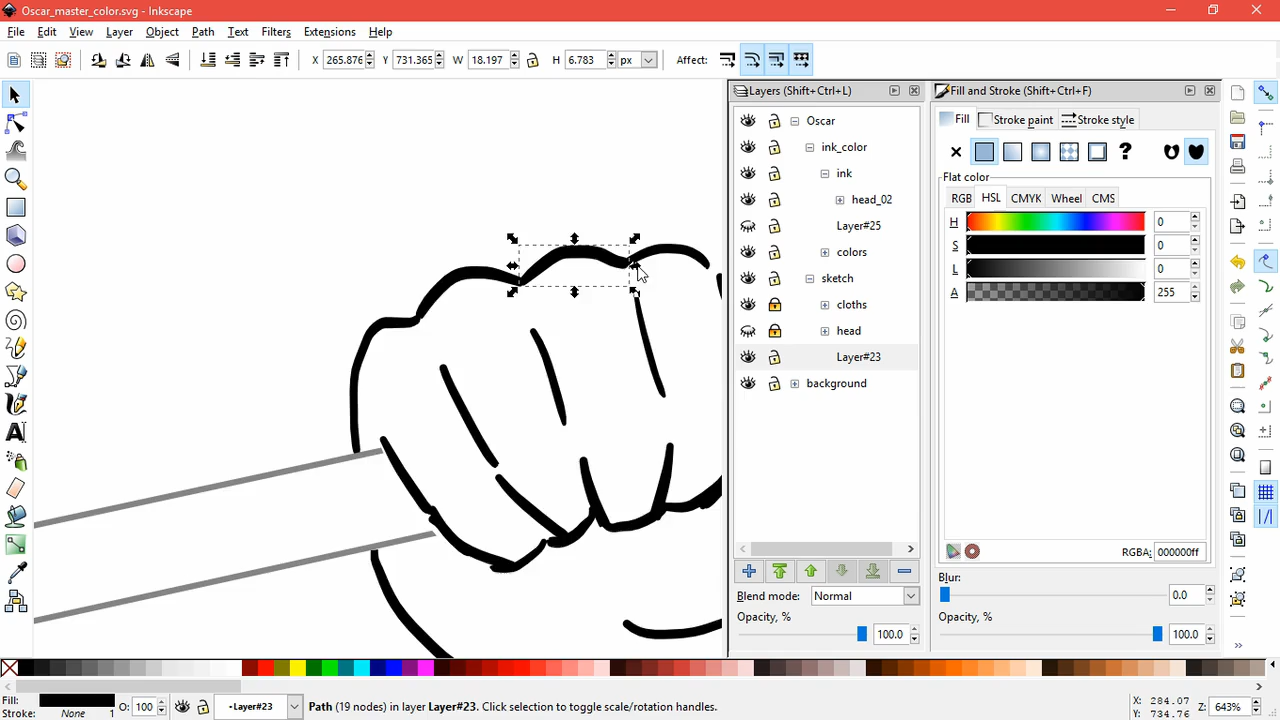 Oscar_master_color.svg - Inkscape
File Edit View Layer Object Path Filters Text Extensions Help
X 265.876 Y 731.365 W 18.197 H 6.783 px Affect:
Layers (Shift+Ctrl+L)
Oscar
ink_color
ink
head_02
Layer#25
colors
sketch
cloths
head
Layer#23
background
Blend mode: Normal
Opacity, % 100.0
Fill and Stroke (Shift+Ctrl+F)
Fill Stroke paint Stroke style
Flat color
RGB HSL CMYK Wheel CMS
H 0
S 0
L 0
A 255
RGBA: 000000ff
Blur:
0.0
Opacity, %
100.0
Fill:
Stroke: None 1
O: 100
•Layer#23
Path (19 nodes) in layer Layer#23. Click selection to toggle scale/rotation handles.
X: 284.07
Y: 734.76
Z: 643%